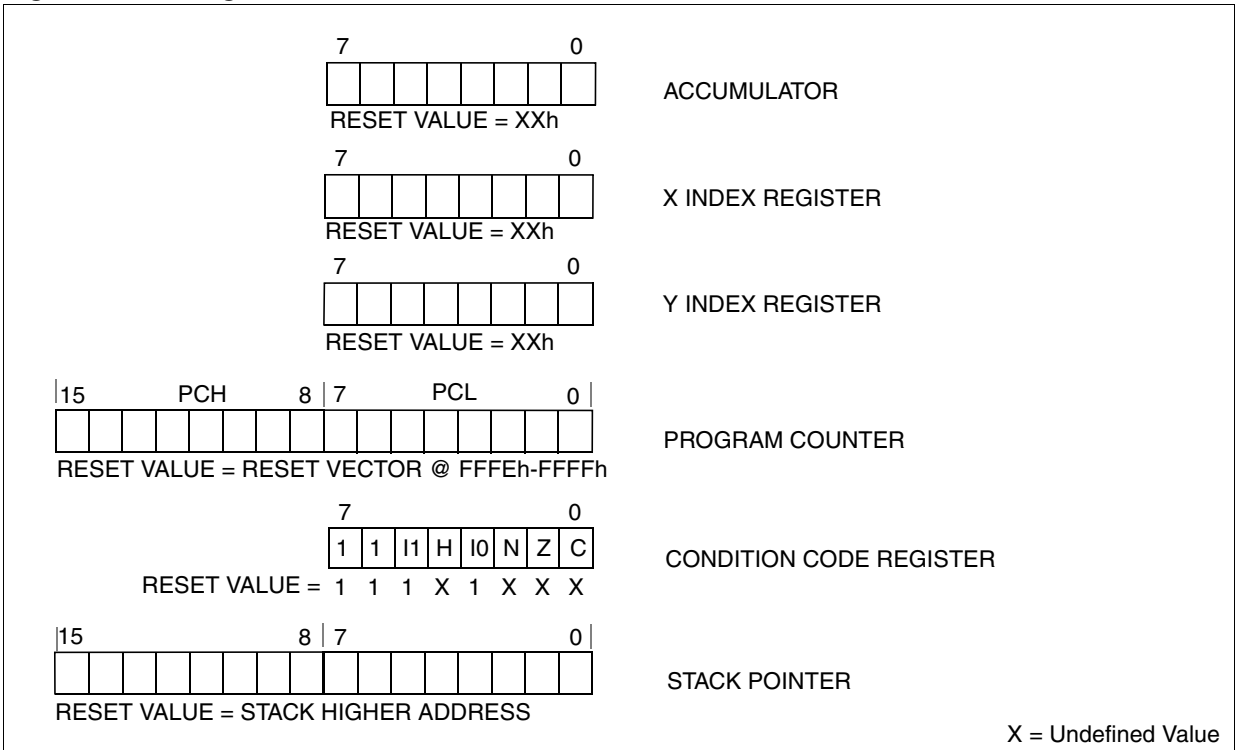 7 0
ACCUMULATOR
RESET VALUE = XXh
7 0
X INDEX REGISTER
RESET VALUE = XXh
7 0
Y INDEX REGISTER
RESET VALUE = XXh
15 PCH 8 7 PCL 0
PROGRAM COUNTER
RESET VALUE = RESET VECTOR @ FFFEh-FFFFh
7 0
1 1 I1 H I0 N Z C
CONDITION CODE REGISTER
RESET VALUE = 1 1 1 X 1 X X X
15 8 7 0
STACK POINTER
RESET VALUE = STACK HIGHER ADDRESS
X = Undefined Value